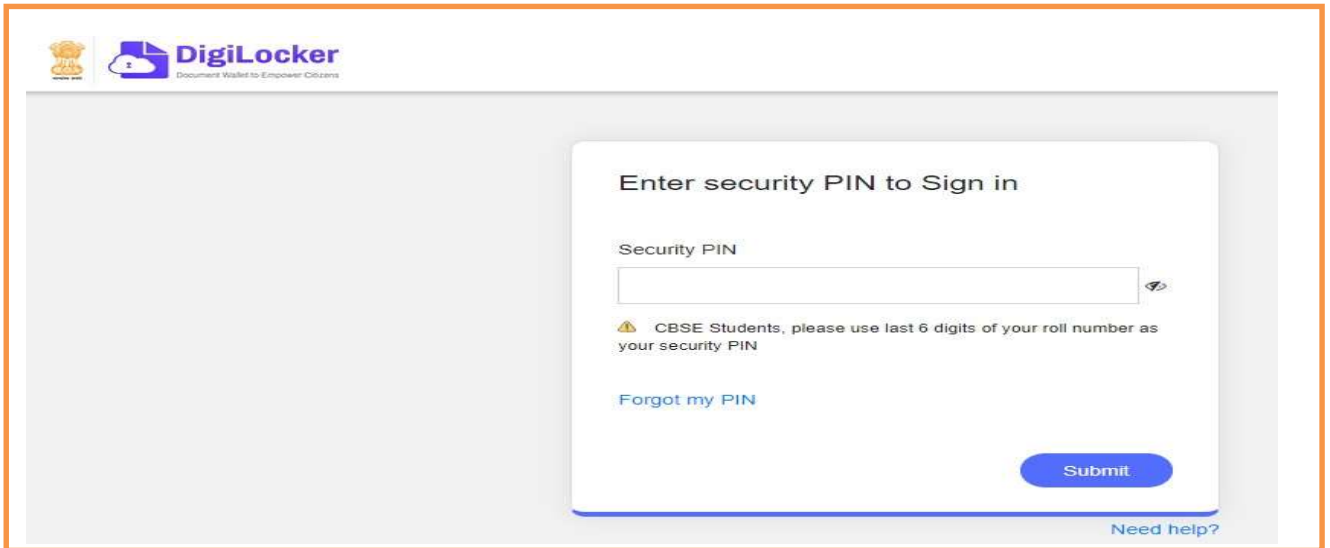 DigiLocker
Document Wallet to Empower Citizens
Enter security PIN to Sign in
Security PIN
CBSE Students, please use last 6 digits of your roll number as
your security PIN
Forgot my PIN
Submit
Need help?